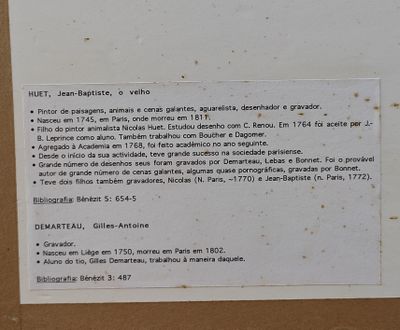 HUET, Jean-Baptiste, o velho
• Pintor de paisagens, animais e cenas galantes, aguarelista, desenhador e gravador.
• Nasceu em 1745, em Paris, onde morreu em 1811.
• Filho do pintor animalista Nicolas Huet. Estudou desenho com C. Renou. Em 1764 foi aceite por J.-
B. Leprince como aluno. Também trabalhou com Boucher e Dagomer.
• Agregado à Academia em 1768, foi feito académico no ano seguinte.
• Desde o início da sua actividade, teve grande sucesso na sociedade parisiense.
• Grande número de desenhos seus foram gravados por Demarteau, Lebas e Bonnet. Foi o provável
autor de grande número de cenas galantes, algumas quase pornográficas, gravadas por Bonnet.
• Teve dois filhos também gravadores, Nicolas (N. Paris, ~1770) e Jean-Baptiste (n. Paris, 1772).
Bibliografia: Bénézit 5: 654-5
DEMARTEAU, Gilles-Antoine
• Gravador.
• Nasceu em Liège em 1750, morreu em Paris em 1802.
• Aluno do tio, Gilles Demarteau, trabalhou à maneira daquele.
Bibliografia: Bénézit 3: 487